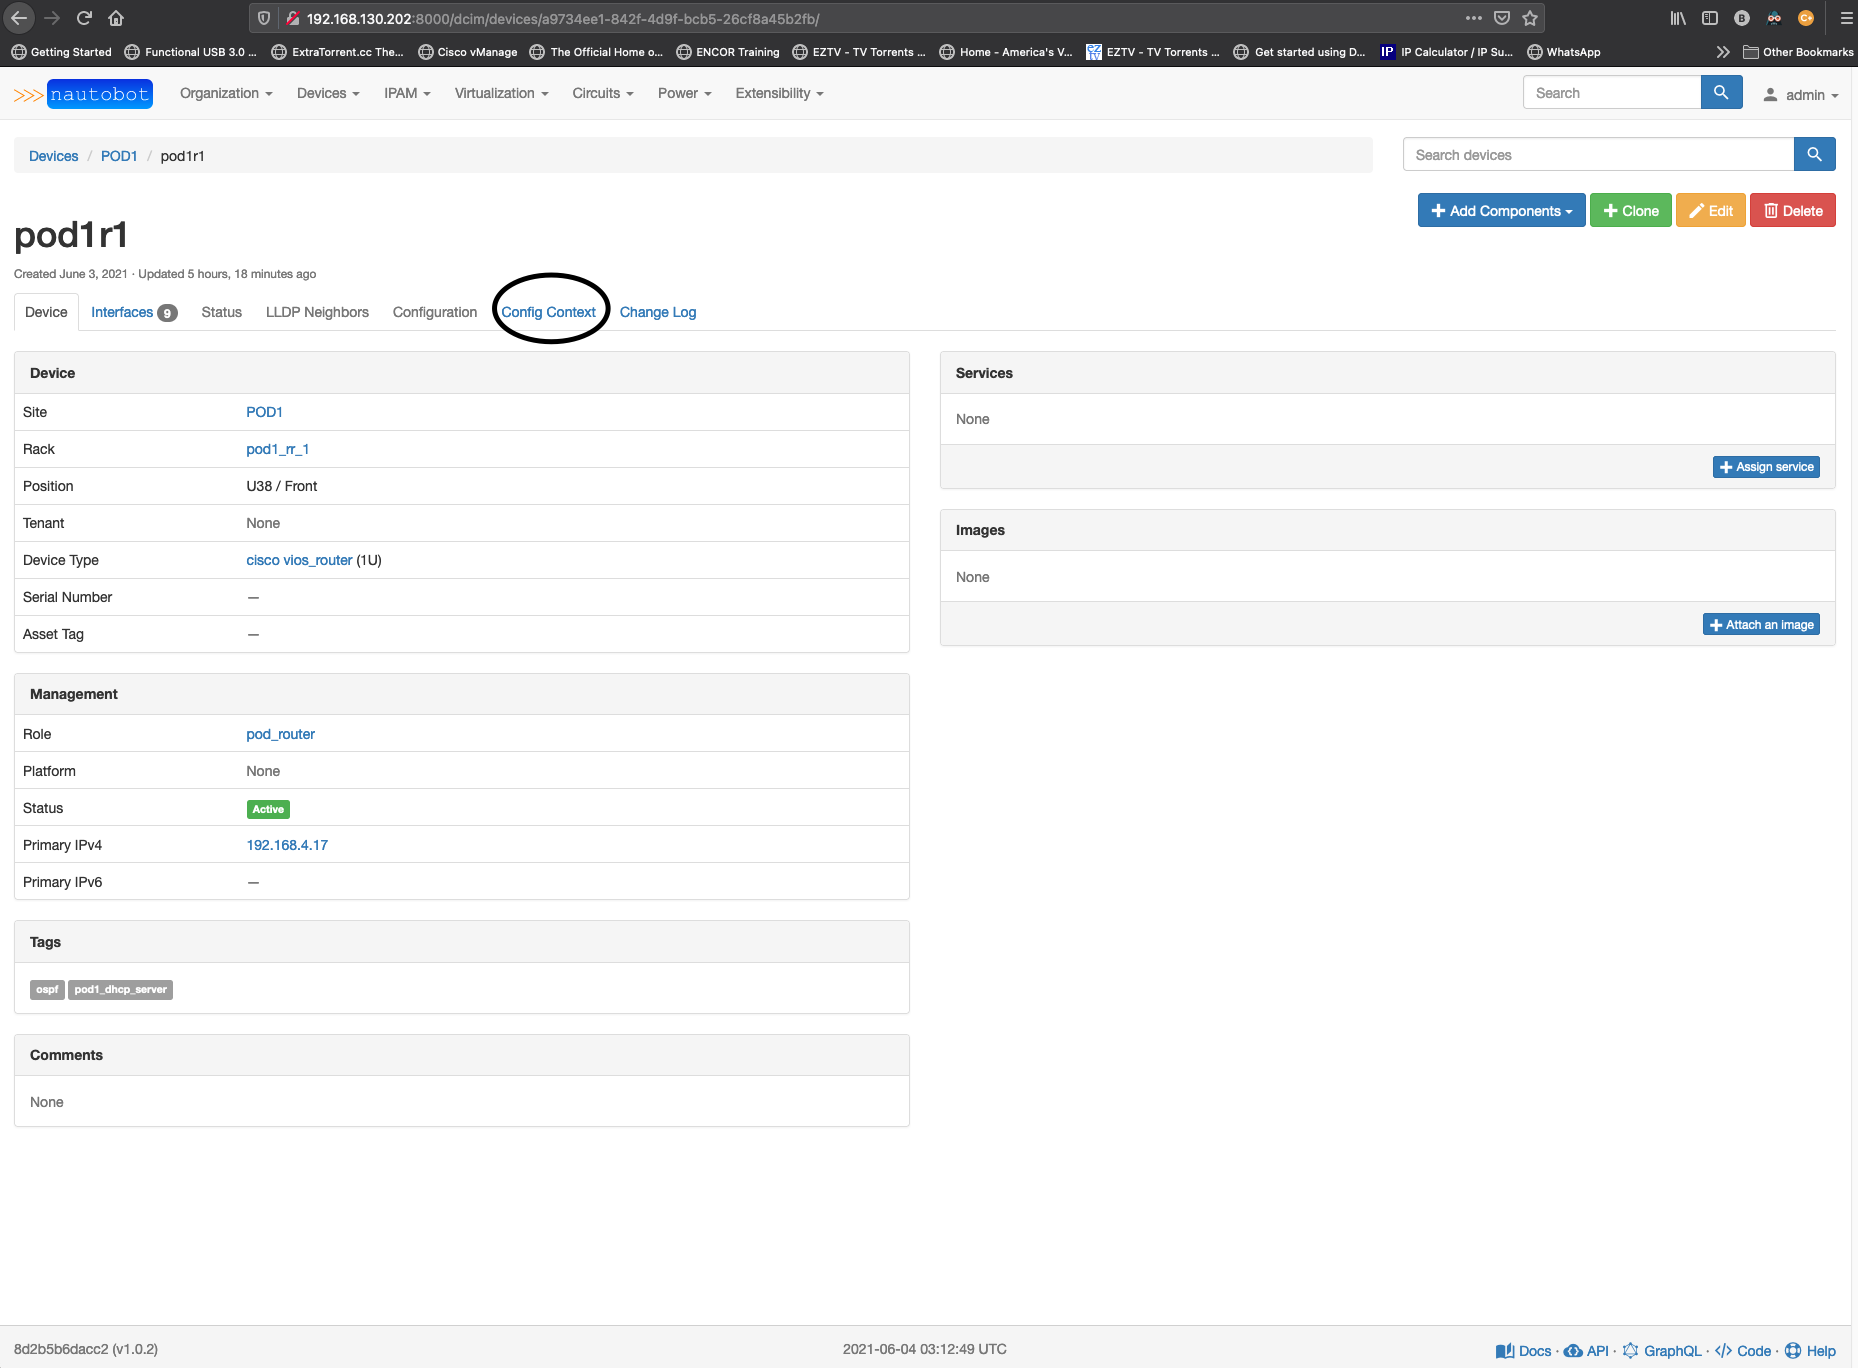 192.168.130.202:8000/dcim/devices/a9734ee1-842f-4d9f-bcb5-26cf8a45b2fb/
Getting Started Functional USB 3.0 ... ExtraTorrent.cc The... Cisco vManage The Official Home o... ENCOR Training EZTV - TV Torrents ... Home - America's V... EZTV - TV Torrents ... Get started using D... IP IP Calculator / IP Su... WhatsApp Other Bookmarks
>>> nautobot Organization Devices IPAM Virtualization Circuits Power Extensibility Search admin
Devices / POD1 / pod1r1 Search devices
Add Components Clone Edit Delete
pod1r1
Created June 3, 2021 · Updated 5 hours, 18 minutes ago
Device Interfaces 9 Status LLDP Neighbors Configuration Config Context Change Log
Device
Site POD1
Rack pod1_rr_1
Position U38 / Front
Tenant None
Device Type cisco vios_router (1U)
Serial Number —
Asset Tag —
Management
Role pod_router
Platform None
Status Active
Primary IPv4 192.168.4.17
Primary IPv6 —
Tags
ospf pod1_dhcp_server
Comments
None
Services
None
Assign service
Images
None
Attach an image
8d2b5b6dacc2 (v1.0.2) 2021-06-04 03:12:49 UTC Docs · API · GraphQL · </> Code · Help